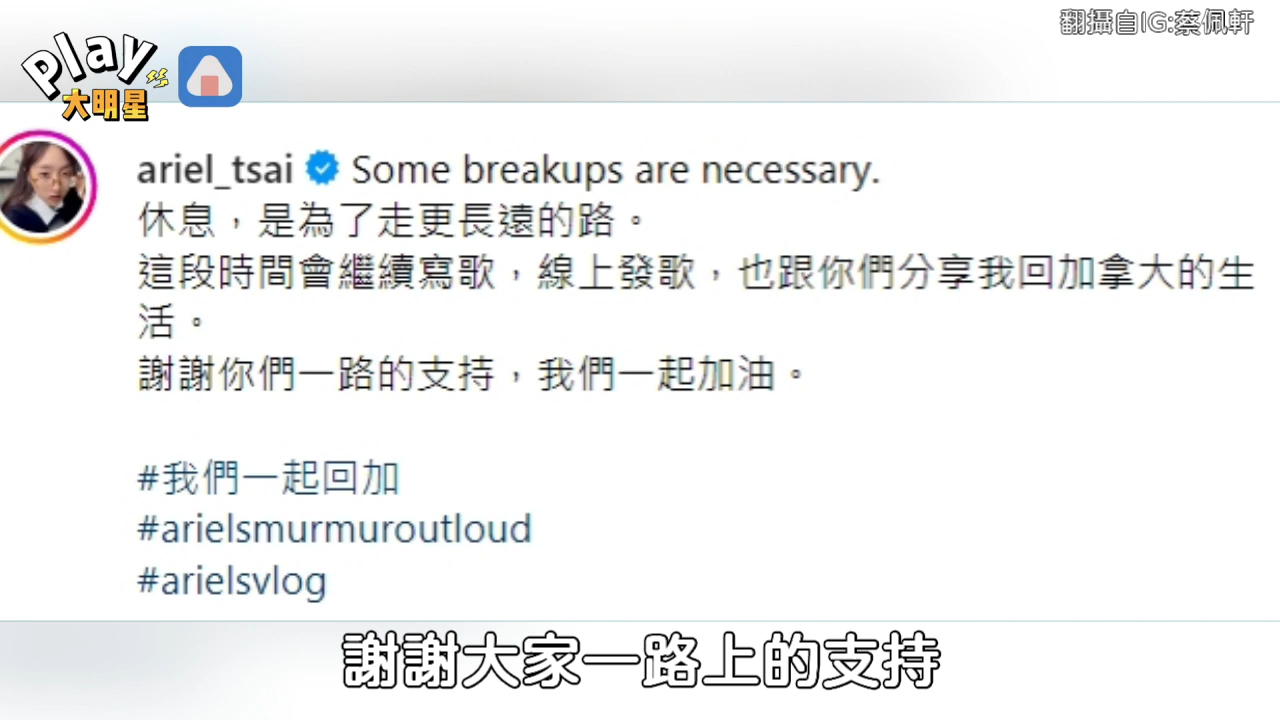 翻攝自IG:蔡佩軒
Play
大明星
ariel_tsai Some breakups are necessary.
休息，是為了走更長遠的路。
這段時間會繼續寫歌，線上發歌，也跟你們分享我回加拿大的生
活。
謝謝你們一路的支持，我們一起加油。
#我們一起回加
#arielsmurmuroutloud
#arielsvlog
謝謝大家一路上的支持